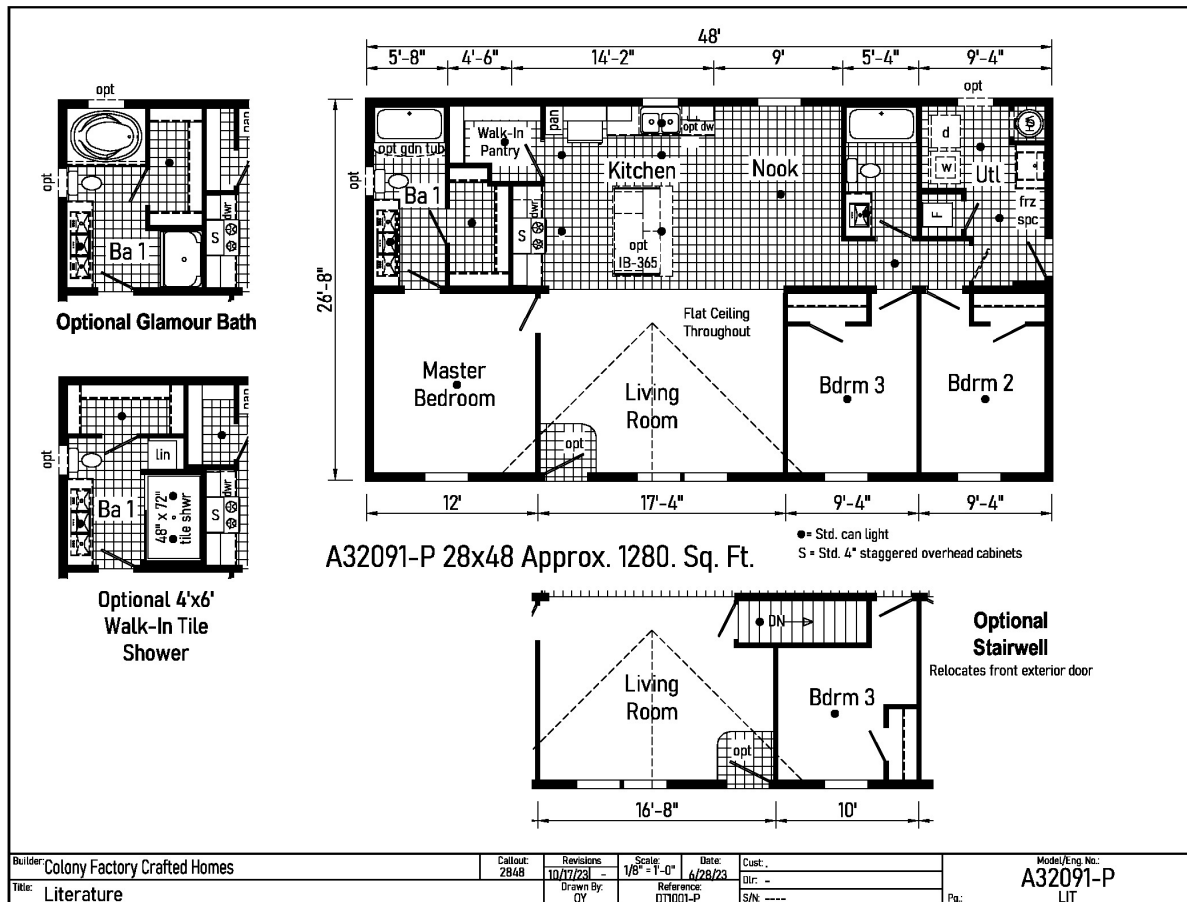 48'
5'-8" 4'-6" 14'-2" 9' 5'-4" 9'-4"
opt
26'-8"
opt gdn tub
Walk-In
Pantry
pan
opt dw
Kitchen
Nook
d
w
Utl
HW
F
frz
spc
opt
Ba 1
S
dwr
opt
IB-365
Flat Ceiling
Throughout
Master
Bedroom
Living
Room
opt
Bdrm 3
Bdrm 2
12' 17'-4" 9'-4" 9'-4"
A32091-P 28x48 Approx. 1280. Sq. Ft.
●= Std. can light
S = Std. 4" staggered overhead cabinets
opt
opt
pan
dwr
S
Ba 1
Optional Glamour Bath
opt
pan
lin
dwr
S
Ba 1
48" x 72"
tile shwr
Optional 4'x6'
Walk-In Tile
Shower
DN
Living
Room
Bdrm 3
opt
16'-8" 10'
Optional
Stairwell
Relocates front exterior door
Builder: Colony Factory Crafted Homes
Title: Literature
Callout:
2848
Revisions
10/17/23 -
Scale:
1/8" = 1'-0"
Date:
6/28/23
Drawn By:
OY
Reference:
DT1001-P
Cust: .
Dlr: -
S/N: ----
Model/Eng. No.:
A32091-P
Pg.: LIT